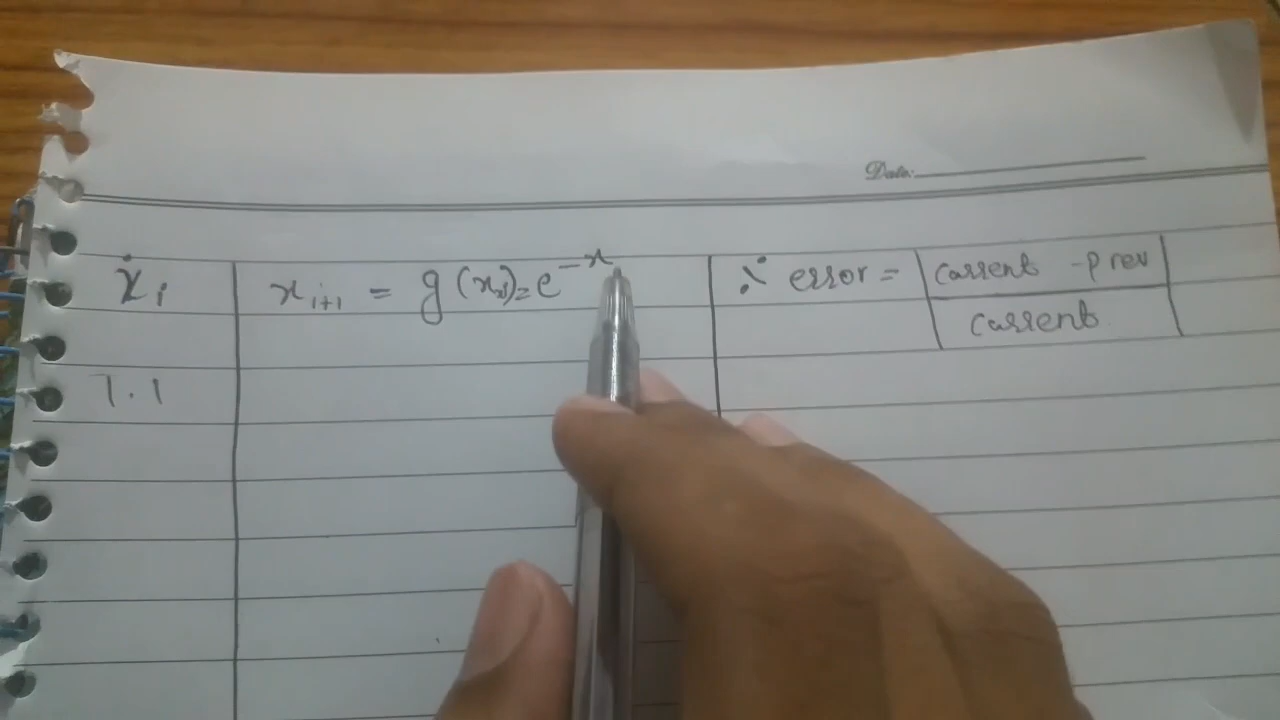 Date:
xᵢ xᵢ₊₁ = g(xᵢ) = e⁻ˣ ∴ error = |current - prev / current|
1.1